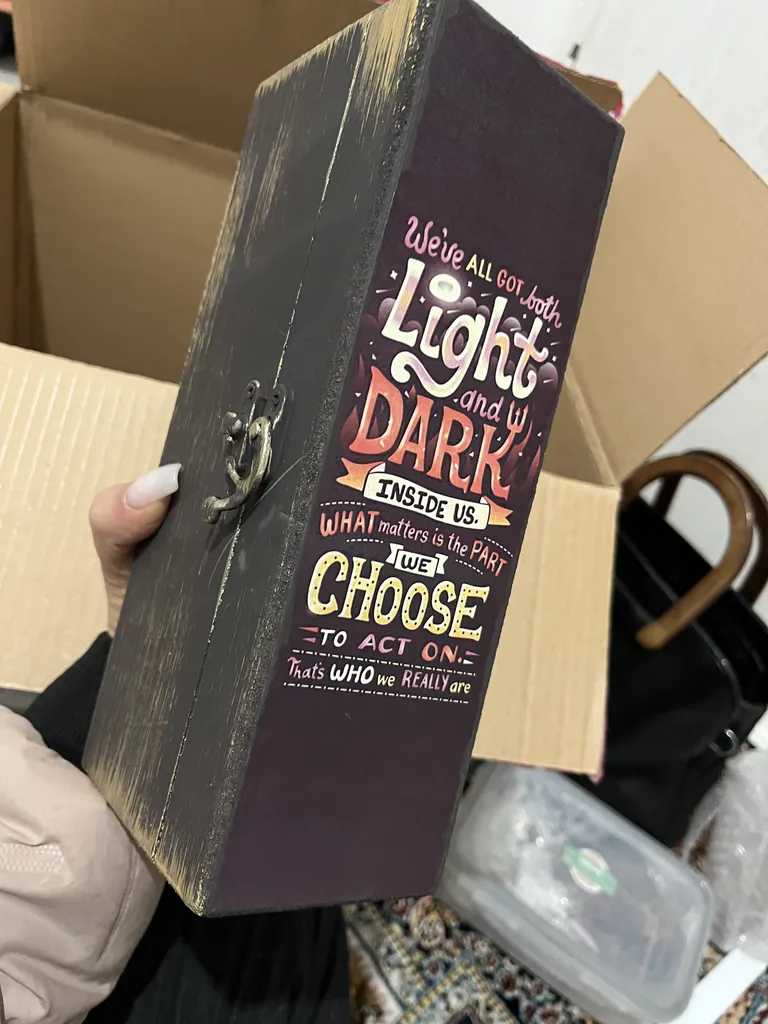 We've ALL GOT both
Light
and
DARK
INSIDE US.
WHAT matters is the PART
WE
CHOOSE
TO ACT ON.
That's WHO we REALLY are